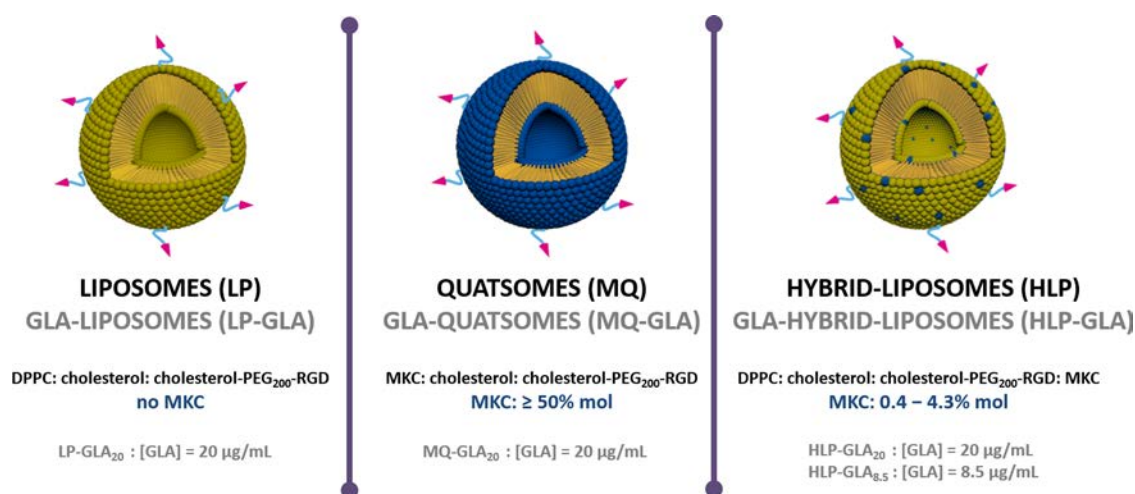 LIPOSOMES (LP)
GLA-LIPOSOMES (LP-GLA)
DPPC: cholesterol: cholesterol-PEG₂₀₀-RGD
no MKC
LP-GLA₂₀ : [GLA] = 20 µg/mL
QUATSOMES (MQ)
GLA-QUATSOMES (MQ-GLA)
MKC: cholesterol: cholesterol-PEG₂₀₀-RGD
MKC: ≥ 50% mol
MQ-GLA₂₀ : [GLA] = 20 µg/mL
HYBRID-LIPOSOMES (HLP)
GLA-HYBRID-LIPOSOMES (HLP-GLA)
DPPC: cholesterol: cholesterol-PEG₂₀₀-RGD: MKC
MKC: 0.4 – 4.3% mol
HLP-GLA₂₀ : [GLA] = 20 µg/mL
HLP-GLA₈.₅ : [GLA] = 8.5 µg/mL